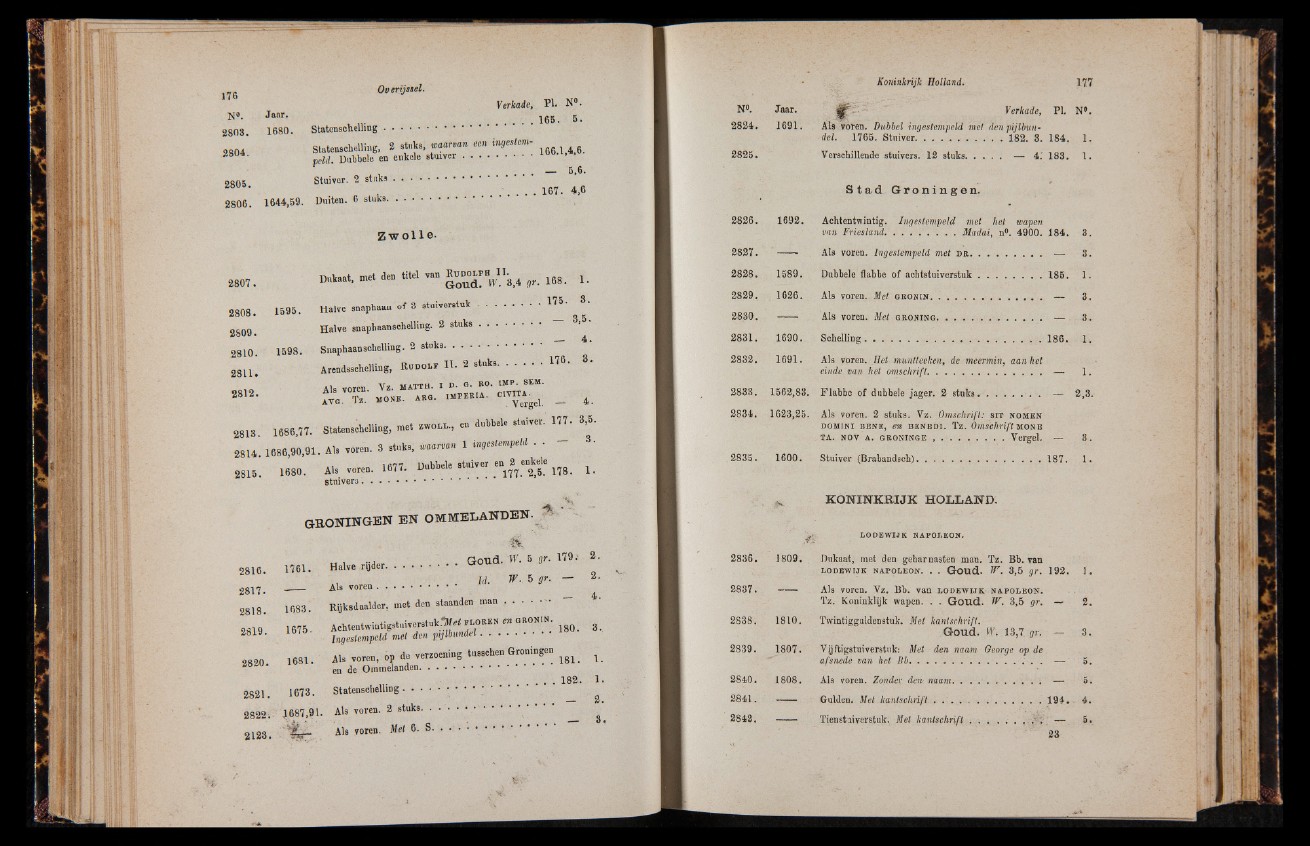 176
Overijssel.
N°. Jaar. Verkade, Pl. N°.
2803. 1680. Statenschelling . . . . . . . . . . . . . . . . . 165. 5.
2804. Statenschelling, 2 stuks, waarvan een ingestem-
peld. Dubbele en enkele stuiver . . . . . . . . . 166.1,4,6.
2805. Stuiver. 2 stuks . . . . . . . . . . . . . . . . . — 5,6.
2806. 1644,59. Duiten. 6 stuks. . . . . . . . . . . . . . . . . . 167. 4,6
Zwolle.
2807. Dukaat, met den titel van RUDOLPH II.
Goud. W. 3,4 gr. 168. 1.
2808. 1595. Halve snaphaan of 3 stuiverstuk . . . . . . . . 175. 3.
2809. Halve snaphaanschelling. 2 stuks . . . . . . . . — 3,5.
2810. 1598. Snaphaanschelling. 2 stuks. . . . . . . . . . . . — 4.
2811. Arendsschelling, RUDOLF II. 2 stuks. . . . . . 176. 3.
2812. Als voren. Vz. MATTH. I D. G. RO. IMP. SEM.
AVG. Tz. MONE. ARG. IMPERIA. CIVITA.
Vergel. — 4.
2813. 1686,77. Statenschelling, met ZWOLL., en dubbele stuiver. 177. 3,5.
2814. 1686,90,91. Als voren. 3 stuks, waarvan 1 ingestempeld . . — 3.
2815. 1680. Als voren. 1677. Dubbele stuiver en 2 enkele
stuivers . . . . . . . . . . . . . . . 177. 2,5. 178. 1.
GRONINGEN EN OMMELANDEN.
2816. 1761. Halve rijder. . . . . . . . . Goud. W. 5 gr. 179. 2.
2817. —— Als voren . . . . . . . . . . Id. W. 5 gr. — 2.
2818. 1683. Rijksdaalder, met den staanden man . . . . . . — 4.
2819. 1675. Achtentwintigstuiverstuk. Met FLOREN en GRONIN.
Ingestempeld met den pijlbundel . . . . . . . . . 180. 3.
2820. 1681. Als voren, op de verzoening tusschen Groningen
en de Ommelanden. . . . . . . . . . . . . . . . 181. 1.
2821. 1673. Statenschelling . . . . . . . . . . . . . . . . . 182. 1.
2822. 1687,91. Als voren. 2 stuks. . . . . . . . . . . . . . . — 2.
2123. —— Als voren. Met 6. S. . . . . . . . . . . . . . . — 3.
Koninkrijk Holland. 177
N°. Jaar. Verkade, Pl. N°.
2824. 1691. Als voren. Dubbel ingestempeld met den pijlbun-
del. 1765. Stuiver. . . . . . . . . . . 182. 3. 184. 1.
2825. Verschillende stuivers. 12 stuks. . . . . — 4. 183. 1.
Stad Groningen.
2826. 1692. Achtentwintig. Ingestempeld met het wapen
van Friesland. . . . . . . . . Madai, n°. 4900. 184. 3.
2827. —— Als voren. Ingestempeld met DR. . . . . . . . . — 3.
2828. 1589. Dubbele flabbe of achtstuiverstuk . . . . . . . . 185. 1.
2829. 1626. Als voren. Met GRONIN. . . . . . . . . . . . . . — 3.
2830. —— Als voren. Met GRONING. . . . . . . . . . . . . — 3.
2831. 1690. Schelling . . . . . . . . . . . . . . . . . . . . 186. 1.
2832. 1691. Als voren. Het muntteeken, de meermin, aan het
einde van het omschrift. . . . . . . . . . . . . . — 1.
2833. 1562,83. Flabbe of dubbele jager. 2 stuks . . . . . . . . — 2,3.
2834. 1623,25. Als voren. 2 stuks. Vz. Omschrift: SIT NOMEN
DOMINI BENE, en BENEDI. Tz. Omschrift MONE
TA. NOV A. GRONINGE , . . . . . . . . Vergel. — 3.
2835. 1600. Stuiver (Brabandsch). . . . . . . . . . . . . . . 187. 1.
KONINKRIJK HOLLAND.
LODEWIJK NAPOLEON.
2836. 1809. Dukaat, met den geharnasten man. Tz. Bb. van
LODEWIJK NAPOLEON. . . Goud. W. 3,5 gr. 192. 1.
2837. —— Als voren. Vz. Bb. van LODEWIJK NAPOLEON.
Tz. Koninklijk wapen. . . Goud. W. 3,5 gr. — 2.
2838. 1810. Twintigguldenstuk. Met kantschrift.
Goud. W. 13,7 gr. — 3.
2839. 1807. Vijftigstuiverstuk: Met den naam George op de
afsnede van het Bb. . . . . . . . . . . . . . . . — 5.
2840. 1808. Als voren. Zonder den naam. . . . . . . . . . . — 5.
2841. —— Gulden. Met kantschrift . . . . . . . . . . . . . 194. 4.
2842. —— Tienstuiverstuk. Met kantschrift . . . . . . . . . — 5.
23